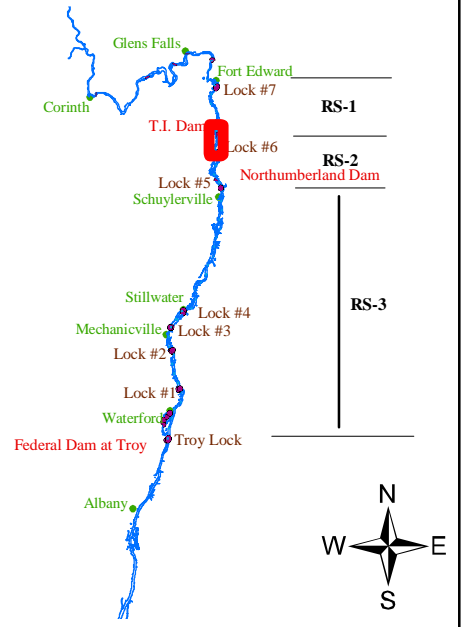 Glens Falls
Fort Edward
Lock #7
Corinth
RS-1
T.I. Dam
Lock #6
RS-2
Northumberland Dam
Lock #5
Schuylerville
Stillwater
RS-3
Lock #4
Mechanicville
Lock #3
Lock #2
Lock #1
Waterford
Federal Dam at Troy
Troy Lock
Albany
N
W
E
S